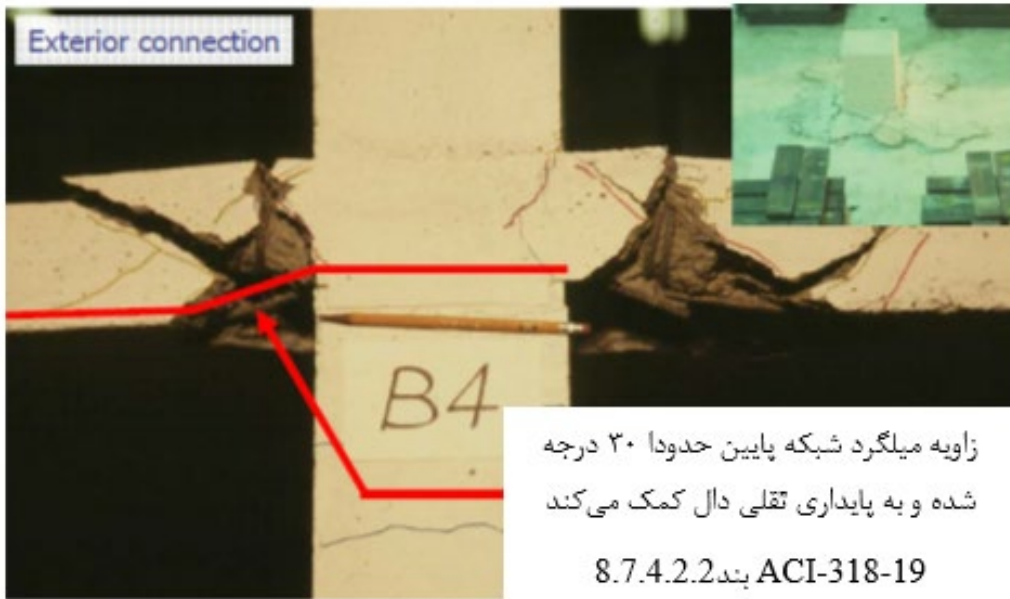 Exterior connection
B4
زاویه میلگرد شبکه پایین حدودا ۳۰ درجه
شده و به پایداری ثقلی دال کمک می‌کند
ACI-318-19 بند8.7.4.2.2